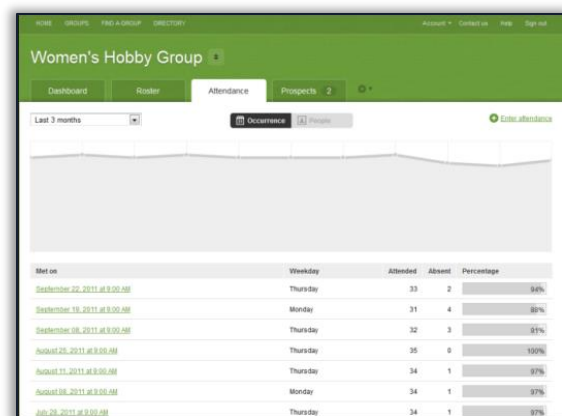 HOME GROUPS FIND A GROUP DIRECTORY Account Contact us Help Sign out
Women's Hobby Group
Dashboard Roster Attendance Prospects 2
Last 3 months Occurrence People Enter attendance
Met on Weekday Attended Absent Percentage
September 22, 2011 at 9:00 AM Thursday 33 2 94%
September 19, 2011 at 9:00 AM Monday 31 4 88%
September 08, 2011 at 9:00 AM Thursday 32 3 91%
August 25, 2011 at 9:00 AM Thursday 35 0 100%
August 11, 2011 at 9:00 AM Thursday 34 1 97%
August 08, 2011 at 9:00 AM Monday 34 1 97%
July 28, 2011 at 9:00 AM Thursday 34 1 97%